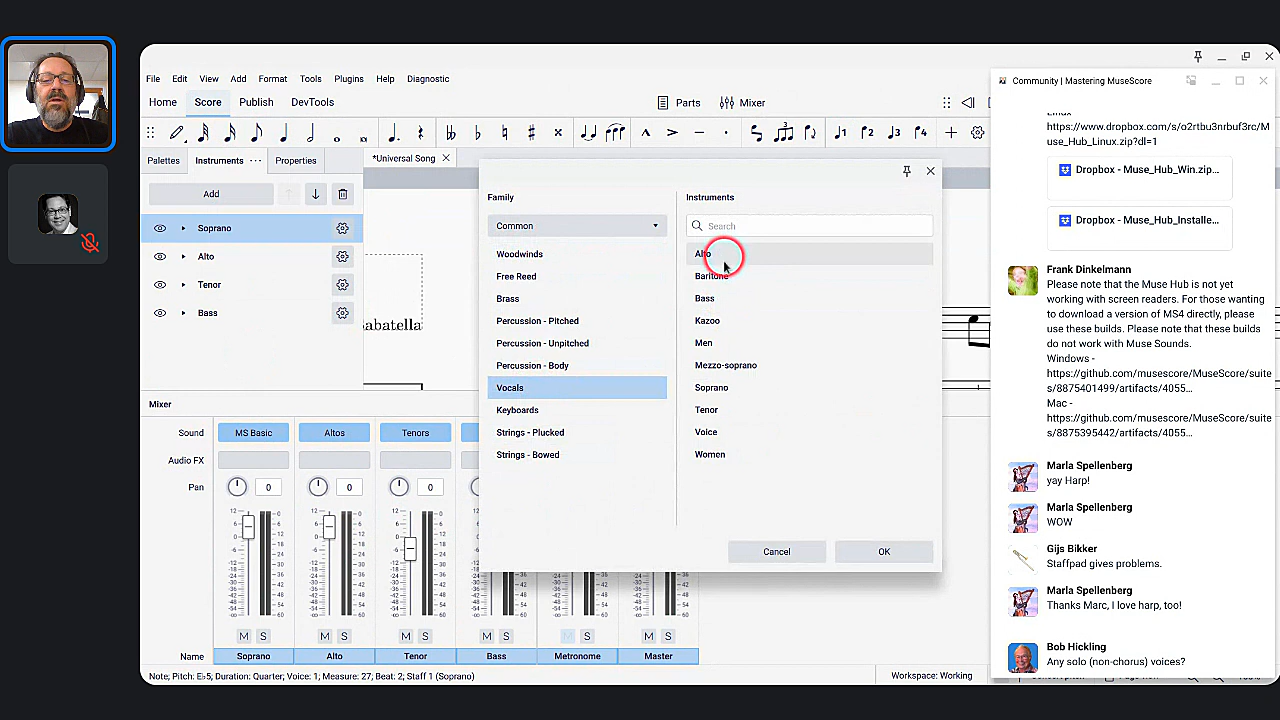 File Edit View Add Format Tools Plugins Help Diagnostic
Home Score Publish DevTools
Parts Mixer
Palettes Instruments Properties
*Universal Song
Add
Soprano
Alto
Tenor
Bass
abatella
Family
Common
Woodwinds
Free Reed
Brass
Percussion - Pitched
Percussion - Unpitched
Percussion - Body
Vocals
Keyboards
Strings - Plucked
Strings - Bowed
Instruments
Search
Alto
Baritone
Bass
Kazoo
Men
Mezzo-soprano
Soprano
Tenor
Voice
Women
Cancel OK
Mixer
Sound MS Basic Altos Tenors
Audio FX
Pan 0 0 0
M S M S M S M S M S M S
Name Soprano Alto Tenor Bass Metronome Master
Note; Pitch: E♭5; Duration: Quarter; Voice: 1; Measure: 27; Beat: 2; Staff 1 (Soprano)
Workspace: Working
Community | Mastering MuseScore
Linux
https://www.dropbox.com/s/o2rtbu3nrbuf3rc/M
use_Hub_Linux.zip?dl=1
Dropbox - Muse_Hub_Win.zip...
Dropbox - Muse_Hub_Installe...
Frank Dinkelmann
Please note that the Muse Hub is not yet
working with screen readers. For those wanting
to download a version of MS4 directly, please
use these builds. Please note that these builds
do not work with Muse Sounds.
Windows -
https://github.com/musescore/MuseScore/suite
s/8875401499/artifacts/4055...
Mac -
https://github.com/musescore/MuseScore/suite
s/8875395442/artifacts/4055...
Marla Spellenberg
yay Harp!
Marla Spellenberg
WOW
Gijs Bikker
Staffpad gives problems.
Marla Spellenberg
Thanks Marc, I love harp, too!
Bob Hickling
Any solo (non-chorus) voices?